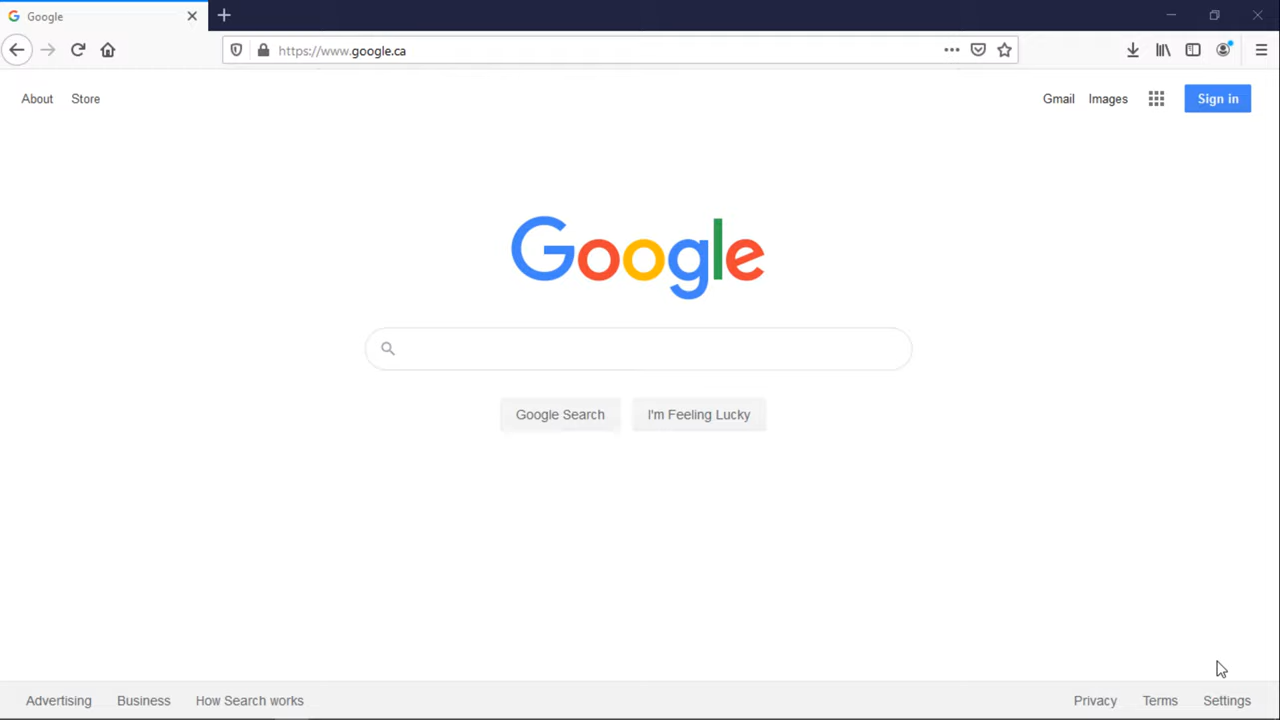 Google
https://www.google.ca
About Store Gmail Images Sign in
Google
Google Search I'm Feeling Lucky
Advertising Business How Search works Privacy Terms Settings